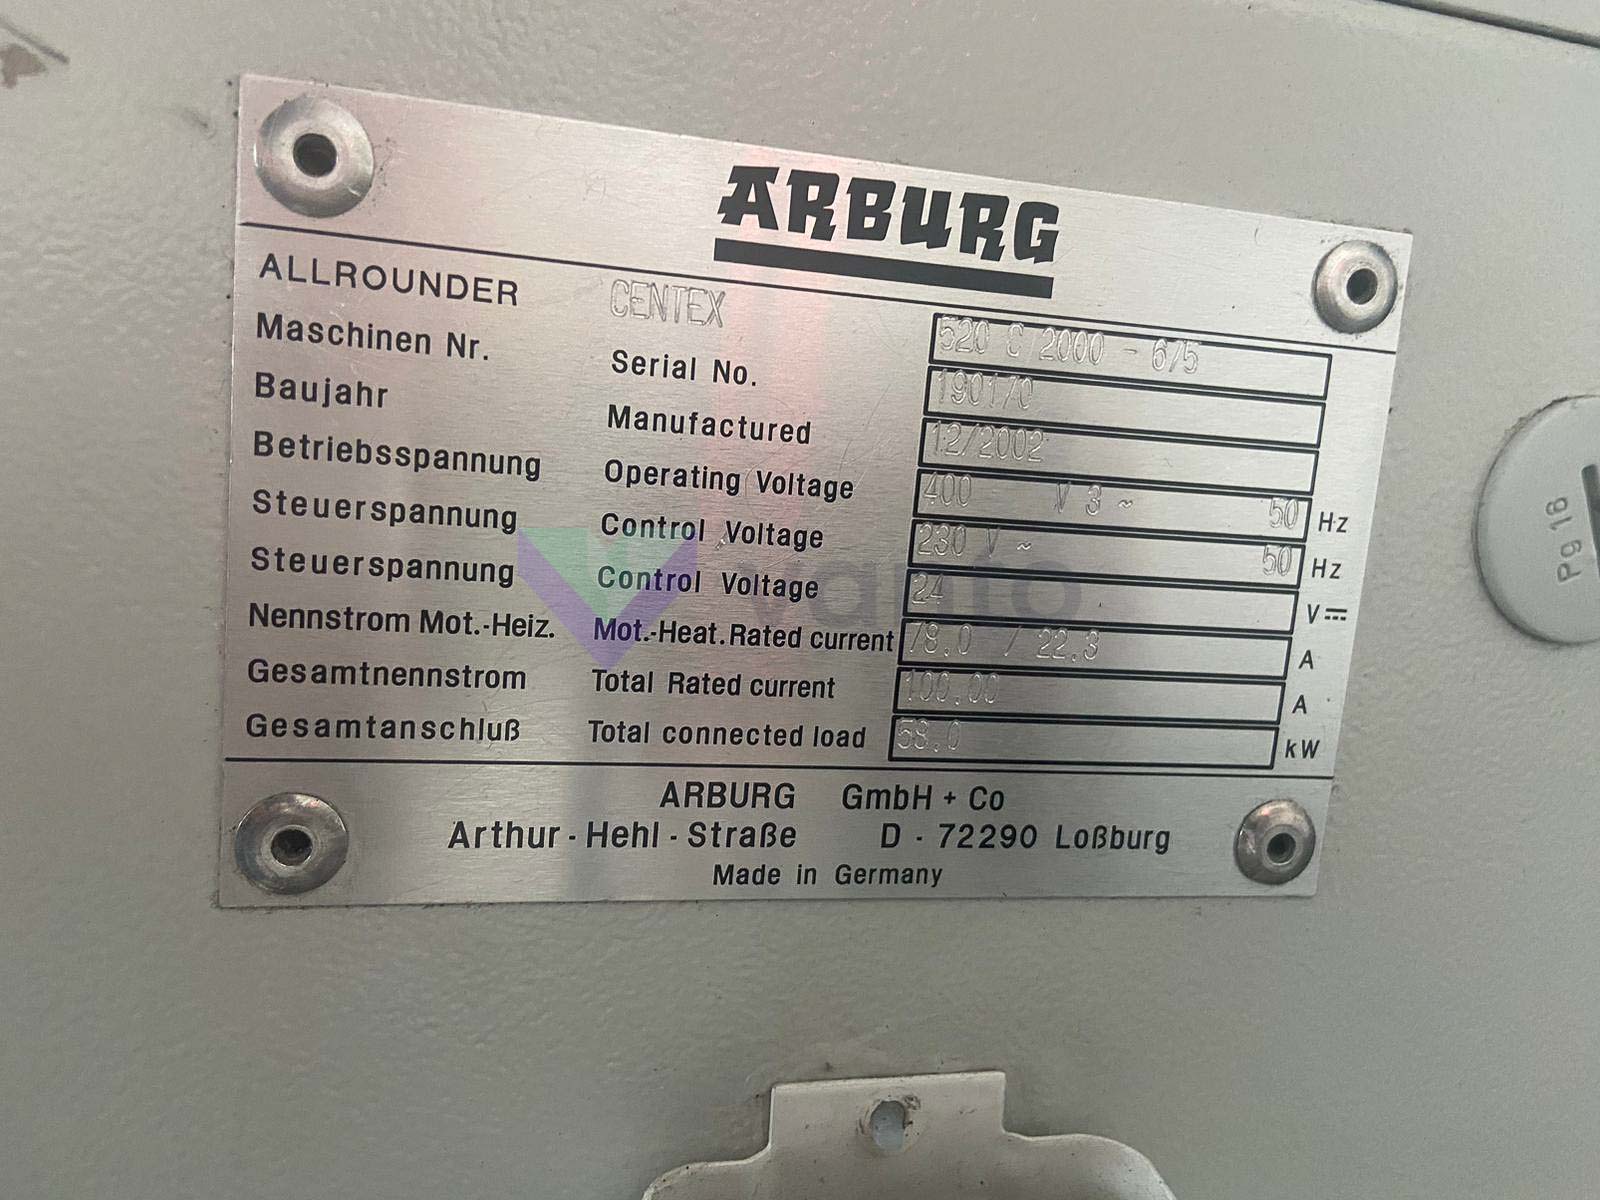 ARBURG
ALLROUNDER CENTEX 520 C 2000 - 675
Maschinen Nr. Serial No. 190170
Baujahr Manufactured 12/2002
Betriebsspannung Operating Voltage 400 V 3 ~ 50 Hz
Steuerspannung Control Voltage 230 V ~ 50 Hz
Steuerspannung Control Voltage 24 V
Nennstrom Mot.-Heiz. Mot.-Heat. Rated current 78.0 / 22.3 A
Gesamtnennstrom Total Rated current 100.00 A
Gesamtanschluß Total connected load 58.0 kW
ARBURG GmbH + Co
Arthur - Hehl - Straße D - 72290 Loßburg
Made in Germany
Pg 16